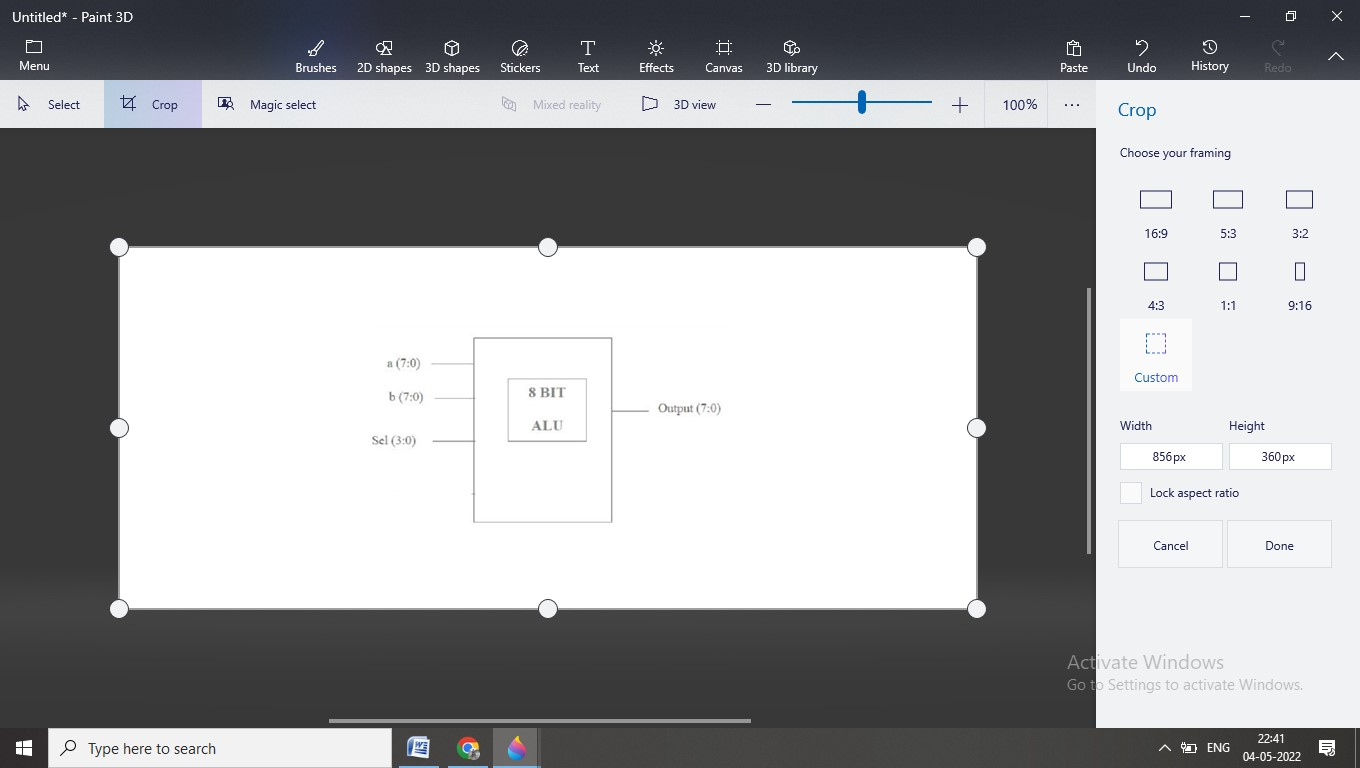 Untitled* - Paint 3D
Menu
Brushes 2D shapes 3D shapes Stickers Text Effects Canvas 3D library Paste Undo History Redo
Select Crop Magic select Mixed reality 3D view 100%
Crop
Choose your framing
16:9 5:3 3:2
4:3 1:1 9:16
Custom
Width Height
856px 360px
Lock aspect ratio
Cancel Done
a (7:0)
b (7:0)
Sel (3:0)
8 BIT
ALU
Output (7:0)
Activate Windows
Go to Settings to activate Windows.
Type here to search
ENG
22:41
04-05-2022